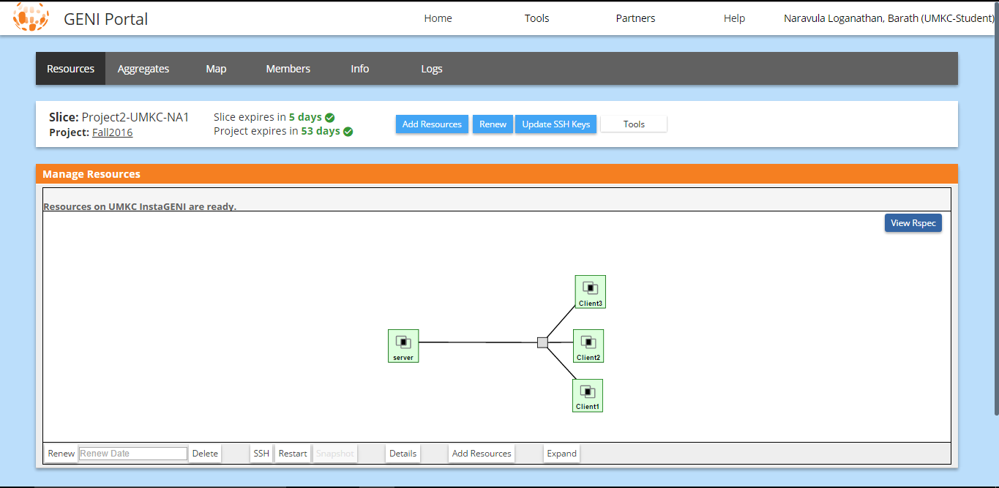 GENI Portal
Home Tools Partners Help Naravula Loganathan, Barath (UMKC-Student)
Resources Aggregates Map Members Info Logs
Slice: Project2-UMKC-NA1 Slice expires in 5 days
Project: Fall2016 Project expires in 53 days
Add Resources Renew Update SSH Keys Tools
Manage Resources
Resources on UMKC InstaGENI are ready.
View Rspec
Client3
server
Client2
Client1
Renew Renew Date Delete SSH Restart Snapshot Details Add Resources Expand